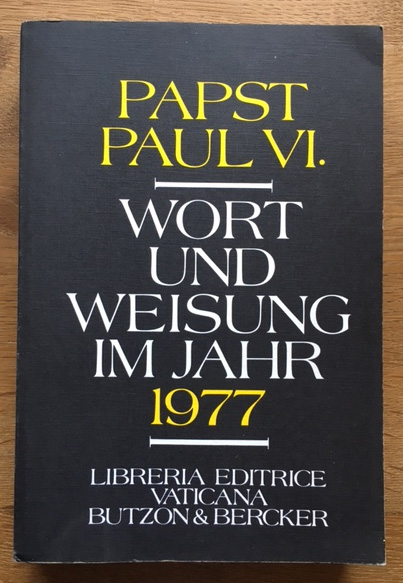 PAPST
PAUL VI.
WORT
UND
WEISUNG
IM JAHR
1977
LIBRERIA EDITRICE
VATICANA
BUTZON & BERCKER